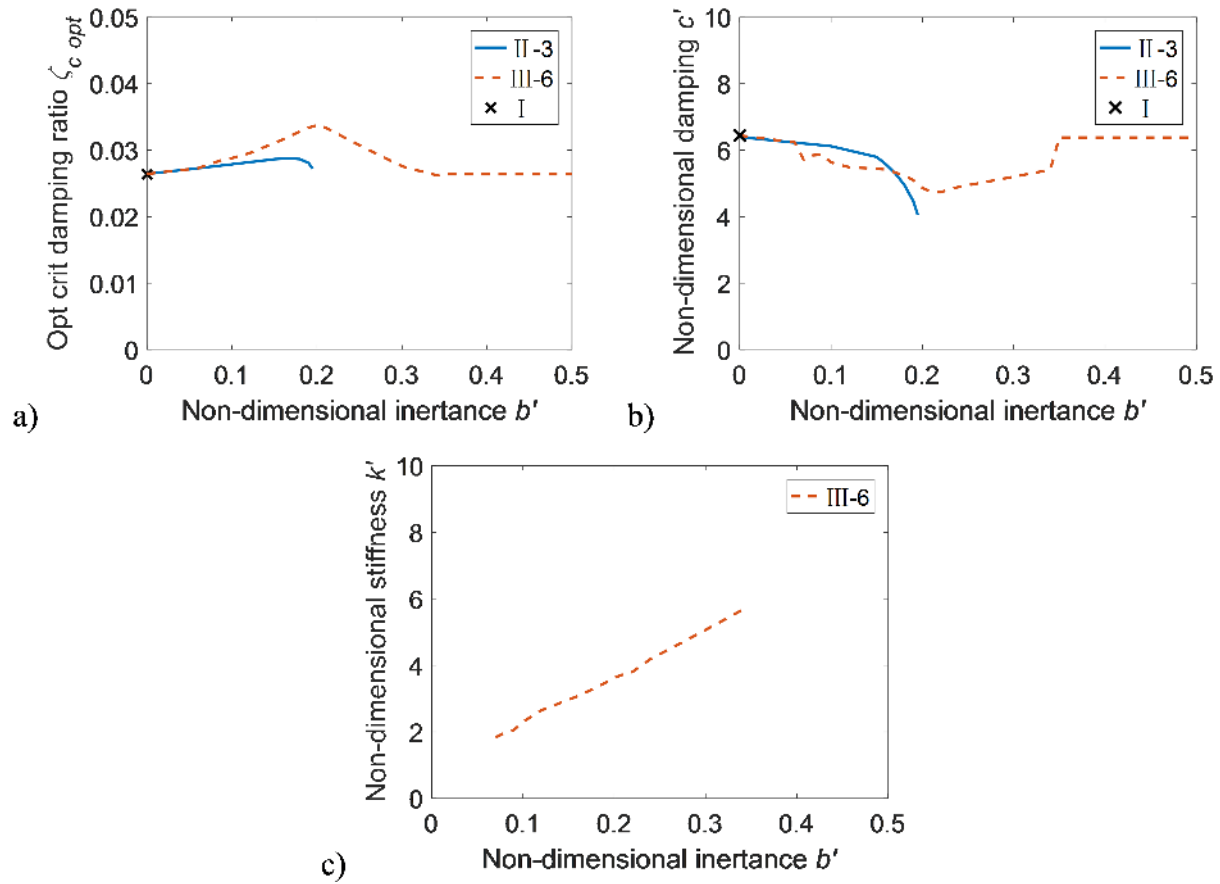 0.05
0.04
0.03
0.02
0.01
0
Opt crit damping ratio ζc opt
II-3
III-6
I
0 0.1 0.2 0.3 0.4 0.5
Non-dimensional inertance b'
a)
10
8
6
4
2
0
Non-dimensional damping c'
II-3
III-6
I
0 0.1 0.2 0.3 0.4 0.5
Non-dimensional inertance b'
b)
10
8
6
4
2
0
Non-dimensional stiffness k'
III-6
0 0.1 0.2 0.3 0.4 0.5
Non-dimensional inertance b'
c)